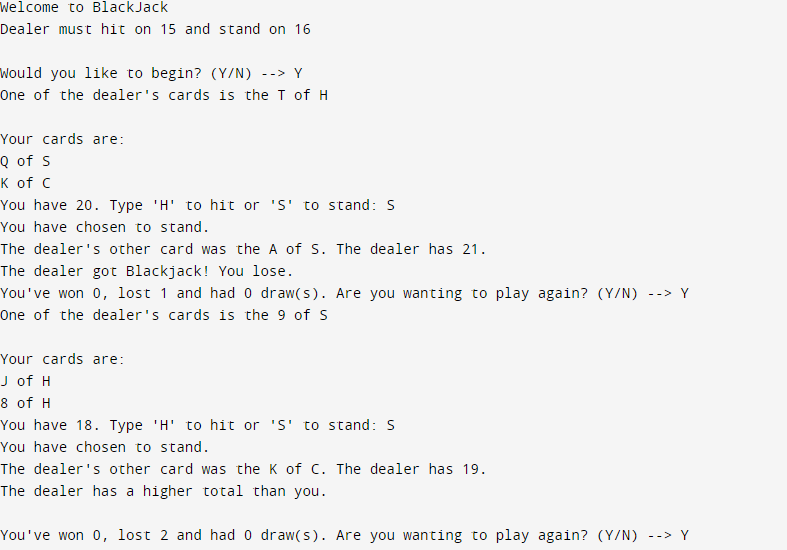 Welcome to BlackJack
Dealer must hit on 15 and stand on 16
Would you like to begin? (Y/N) --> Y
One of the dealer's cards is the T of H
Your cards are:
Q of S
K of C
You have 20. Type 'H' to hit or 'S' to stand: S
You have chosen to stand.
The dealer's other card was the A of S. The dealer has 21.
The dealer got Blackjack! You lose.
You've won 0, lost 1 and had 0 draw(s). Are you wanting to play again? (Y/N) --> Y
One of the dealer's cards is the 9 of S
Your cards are:
J of H
8 of H
You have 18. Type 'H' to hit or 'S' to stand: S
You have chosen to stand.
The dealer's other card was the K of C. The dealer has 19.
The dealer has a higher total than you.
You've won 0, lost 2 and had 0 draw(s). Are you wanting to play again? (Y/N) --> Y